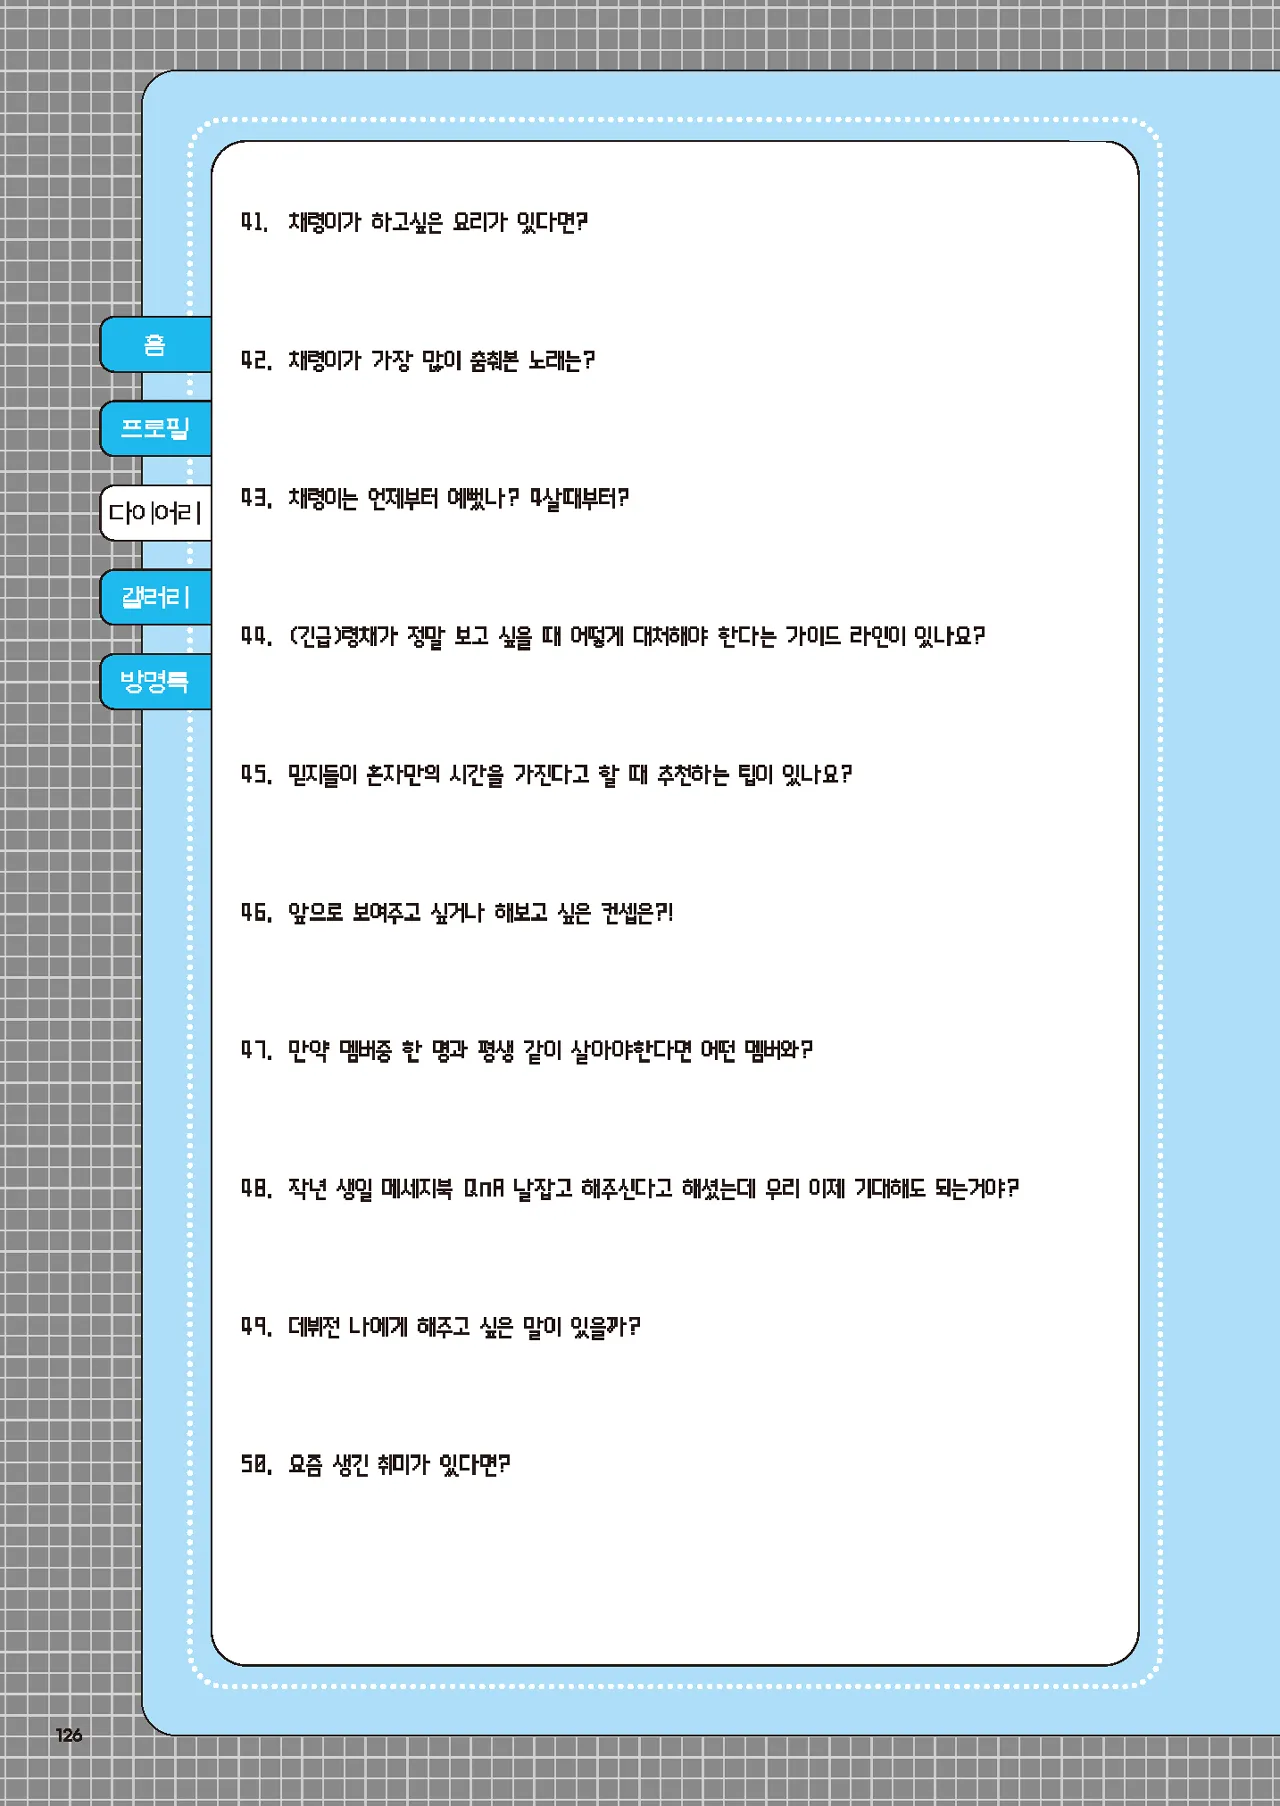 41. 채령이가 하고싶은 요리가 있다면?
42. 채령이가 가장 많이 춤춰본 노래는?
홈
프로필
다이어리
갤러리
방명록
43. 채령이는 언제부터 예뻤나? 4살때부터?
44. (긴급)령채가 정말 보고 싶을 때 어떻게 대처해야 한다는 가이드 라인이 있나요?
45. 믿지들이 혼자만의 시간을 가진다고 할 때 추천하는 팁이 있나요?
46. 앞으로 보여주고 싶거나 해보고 싶은 컨셉은?!
47. 만약 멤버중 한 명과 평생 같이 살아야한다면 어떤 멤버와?
48. 작년 생일 메세지북 QnA 날잡고 해주신다고 해셨는데 우리 이제 기대해도 되는거야?
49. 데뷔전 나에게 해주고 싶은 말이 있을까?
50. 요즘 생긴 취미가 있다면?
126